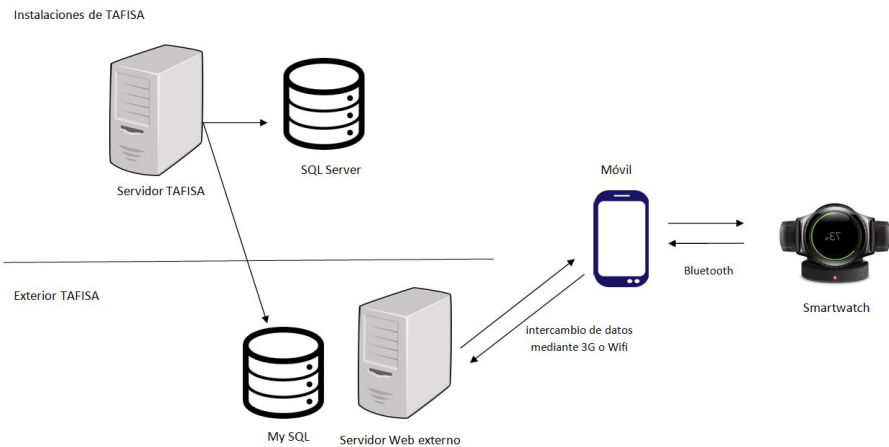 Instalaciones de TAFISA
SQL Server
Servidor TAFISA
Móvil
73%
Bluetooth
Smartwatch
Exterior TAFISA
intercambio de datos
mediante 3G o Wifi
My SQL
Servidor Web externo